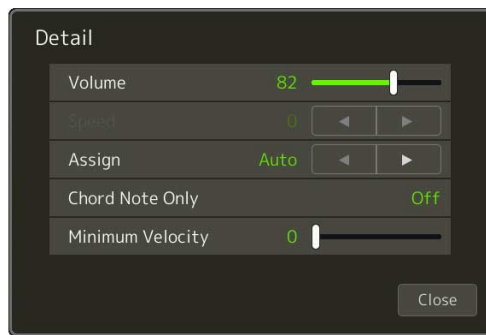 Detail
Volume 82
Speed 0
Assign Auto
Chord Note Only Off
Minimum Velocity 0
Close